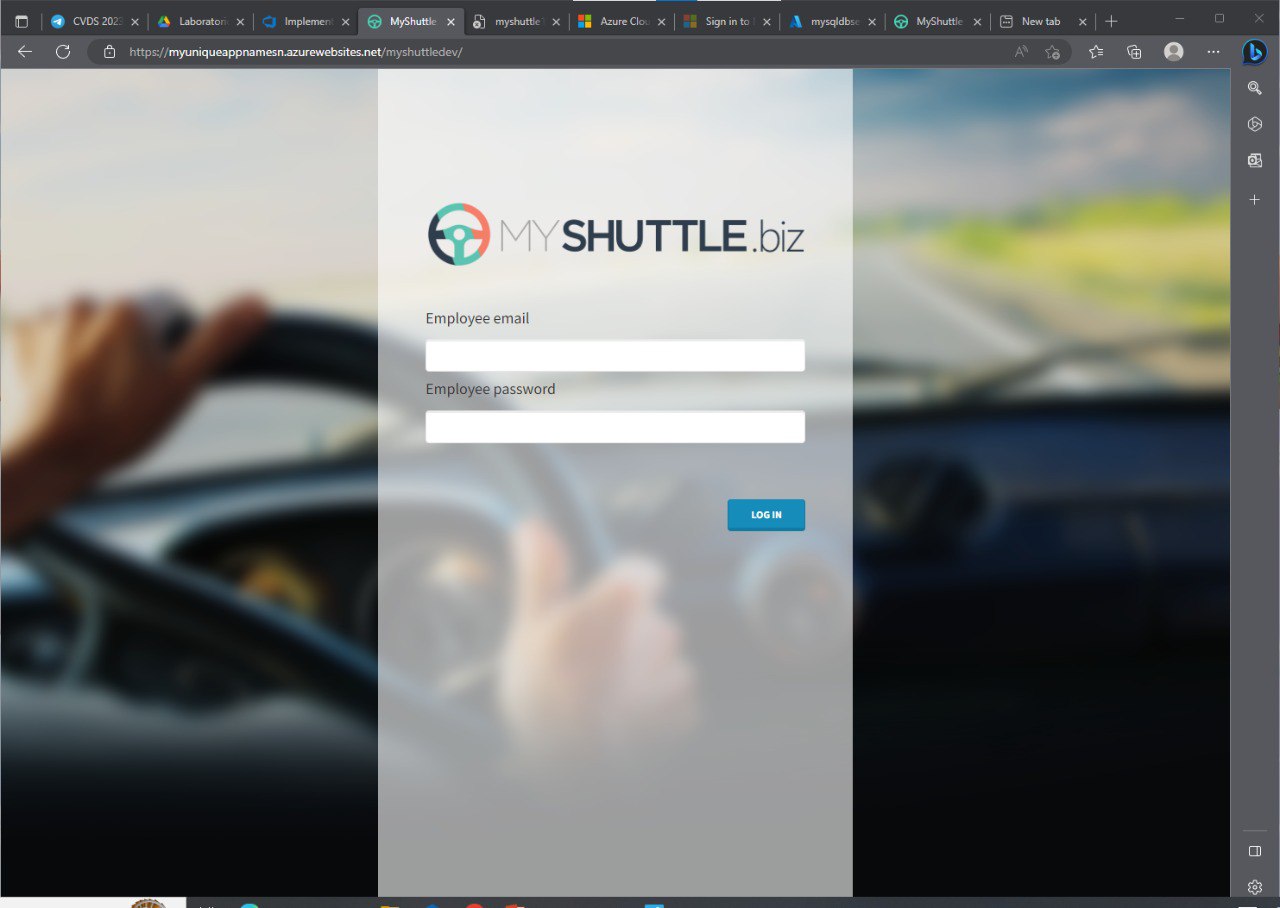 CVDS 2023
Laboratorio
Implement
MyShuttle
myshuttle
Azure Clou
Sign in to
mysqldbse
MyShuttle
New tab
https://myuniqueappnamesn.azurewebsites.net/myshuttledev/
MYSHUTTLE.biz
Employee email
Employee password
LOG IN